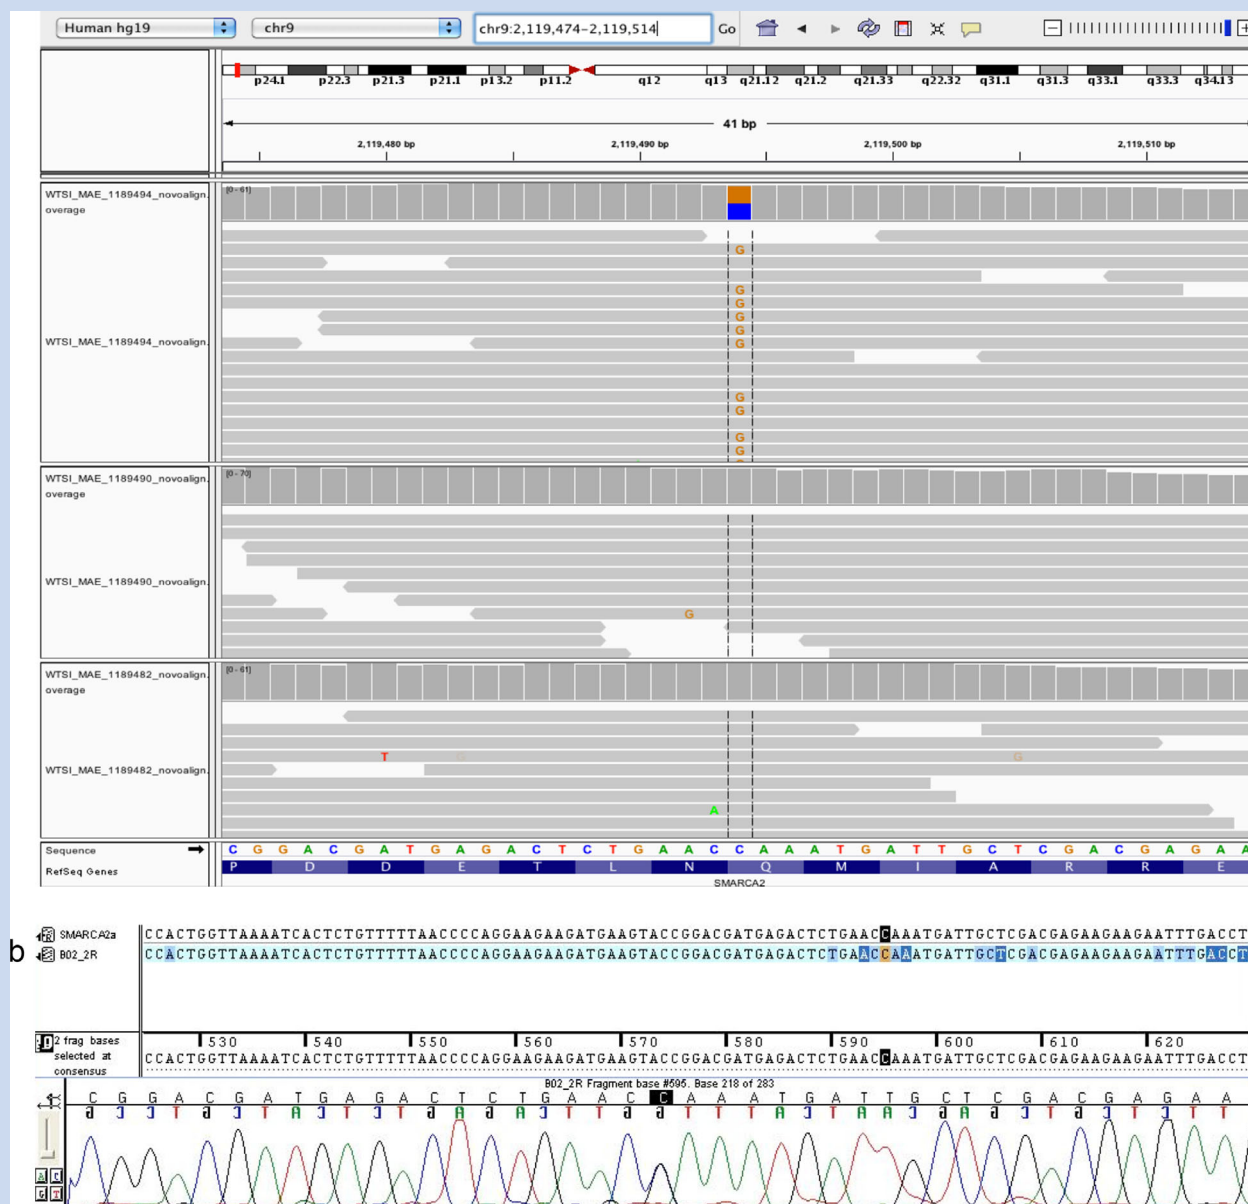 Human hg19 chr9 chr9:2,119,474-2,119,514 Go
p24.1 p22.3 p21.3 p21.1 p13.2 p11.2 q12 q13 q21.12 q21.2 q21.33 q22.32 q31.1 q31.3 q33.1 q33.3 q34.13
41 bp
2,119,480 bp 2,119,490 bp 2,119,500 bp 2,119,510 bp
WTSI_MAE_1189494_novoalign. [0 - 61]
overage
G
G
G
G
G
WTSI_MAE_1189494_novoalign. G
G
G
G
G
WTSI_MAE_1189490_novoalign. [0 - 70]
overage
WTSI_MAE_1189490_novoalign.
G
WTSI_MAE_1189482_novoalign. [0 - 61]
overage
T G G
WTSI_MAE_1189482_novoalign.
A
Sequence C G G A C G A T G A G A C T C T G A A C C A A A T G A T T G C T C G A C G A G A A
RefSeq Genes P D D E T L N Q M I A R R E
SMARCA2
b
SMARCA2a CCACTGGTTAAAATCACTCTGTTTTTAACCCCAGGAAGAAGATGAAGTACCGGACGATGAGACTCTGAACCAAATGATTGCTCGACGAGAAGAAGAATTTGACCT
B02_2R CCACTGGTTAAAATCACTCTGTTTTTAACCCCAGGAAGAAGATGAAGTACCGGACGATGAGACTCTGAACCAAATGATTGCTCGACGAGAAGAAGAATTTGACCT
2 frag bases 530 540 550 560 570 580 590 600 610 620
selected at
consensus CCACTGGTTAAAATCACTCTGTTTTTAACCCCAGGAAGAAGATGAAGTACCGGACGATGAGACTCTGAACCAAATGATTGCTCGACGAGAAGAAGAATTTGACCT
B02_2R Fragment base #595. Base 218 of 283
C G G A C G A T G A G A C T C T G A A C C A A A T G A T T G C T C G A C G A G A A
A C
G T